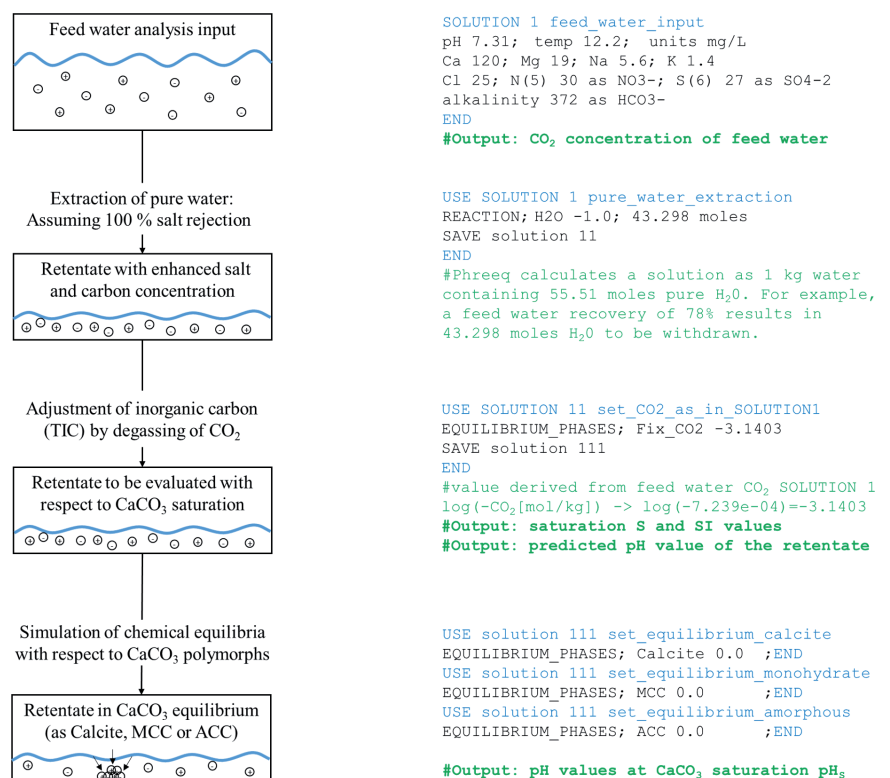 Feed water analysis input
SOLUTION 1 feed_water_input
pH 7.31; temp 12.2; units mg/L
Ca 120; Mg 19; Na 5.6; K 1.4
Cl 25; N(5) 30 as NO3-; S(6) 27 as SO4-2
alkalinity 372 as HCO3-
END
#Output: CO₂ concentration of feed water
Extraction of pure water:
Assuming 100 % salt rejection
Retentate with enhanced salt
and carbon concentration
USE SOLUTION 1 pure_water_extraction
REACTION; H2O -1.0; 43.298 moles
SAVE solution 11
END
#Phreeq calculates a solution as 1 kg water
containing 55.51 moles pure H₂0. For example,
a feed water recovery of 78% results in
43.298 moles H₂0 to be withdrawn.
Adjustment of inorganic carbon
(TIC) by degassing of CO₂
Retentate to be evaluated with
respect to CaCO₃ saturation
USE SOLUTION 11 set_CO2_as_in_SOLUTION1
EQUILIBRIUM_PHASES; Fix_CO2 -3.1403
SAVE solution 111
END
#value derived from feed water CO₂ SOLUTION 1
log(-CO₂[mol/kg]) -> log(-7.239e-04)=-3.1403
#Output: saturation S and SI values
#Output: predicted pH value of the retentate
Simulation of chemical equilibria
with respect to CaCO₃ polymorphs
Retentate in CaCO₃ equilibrium
(as Calcite, MCC or ACC)
USE solution 111 set_equilibrium_calcite
EQUILIBRIUM_PHASES; Calcite 0.0 ;END
USE solution 111 set_equilibrium_monohydrate
EQUILIBRIUM_PHASES; MCC 0.0 ;END
USE solution 111 set_equilibrium_amorphous
EQUILIBRIUM_PHASES; ACC 0.0 ;END
#Output: pH values at CaCO₃ saturation pHₛ